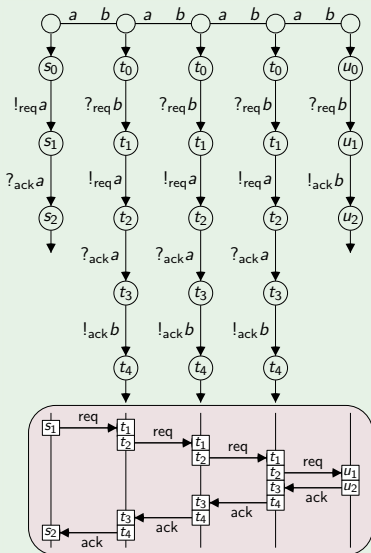 a b a b a b a b
s0 t0 t0 t0 u0
!req a ?req b ?req b ?req b ?req b
s1 t1 t1 t1 u1
?ack a !req a !req a !req a !ack b
s2 t2 t2 t2 u2
?ack a ?ack a ?ack a
t3 t3 t3
!ack b !ack b !ack b
t4 t4 t4
s1 req t1
t2 req t1
t2 req t1
t2 req u1
t3 ack u2
t3 ack t4
t3 ack t4
s2 ack t4